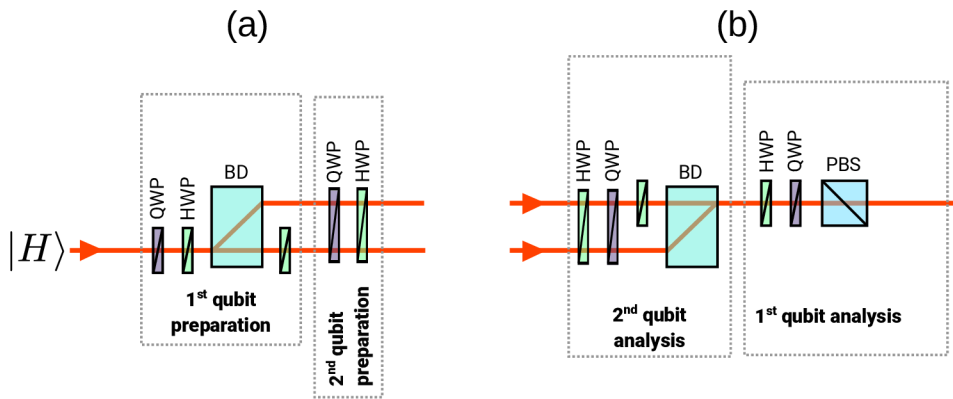 (a)
(b)
|H⟩
QWP
HWP
BD
1st qubit
preparation
QWP
HWP
2nd qubit
preparation
HWP
QWP
BD
2nd qubit
analysis
HWP
QWP
PBS
1st qubit analysis